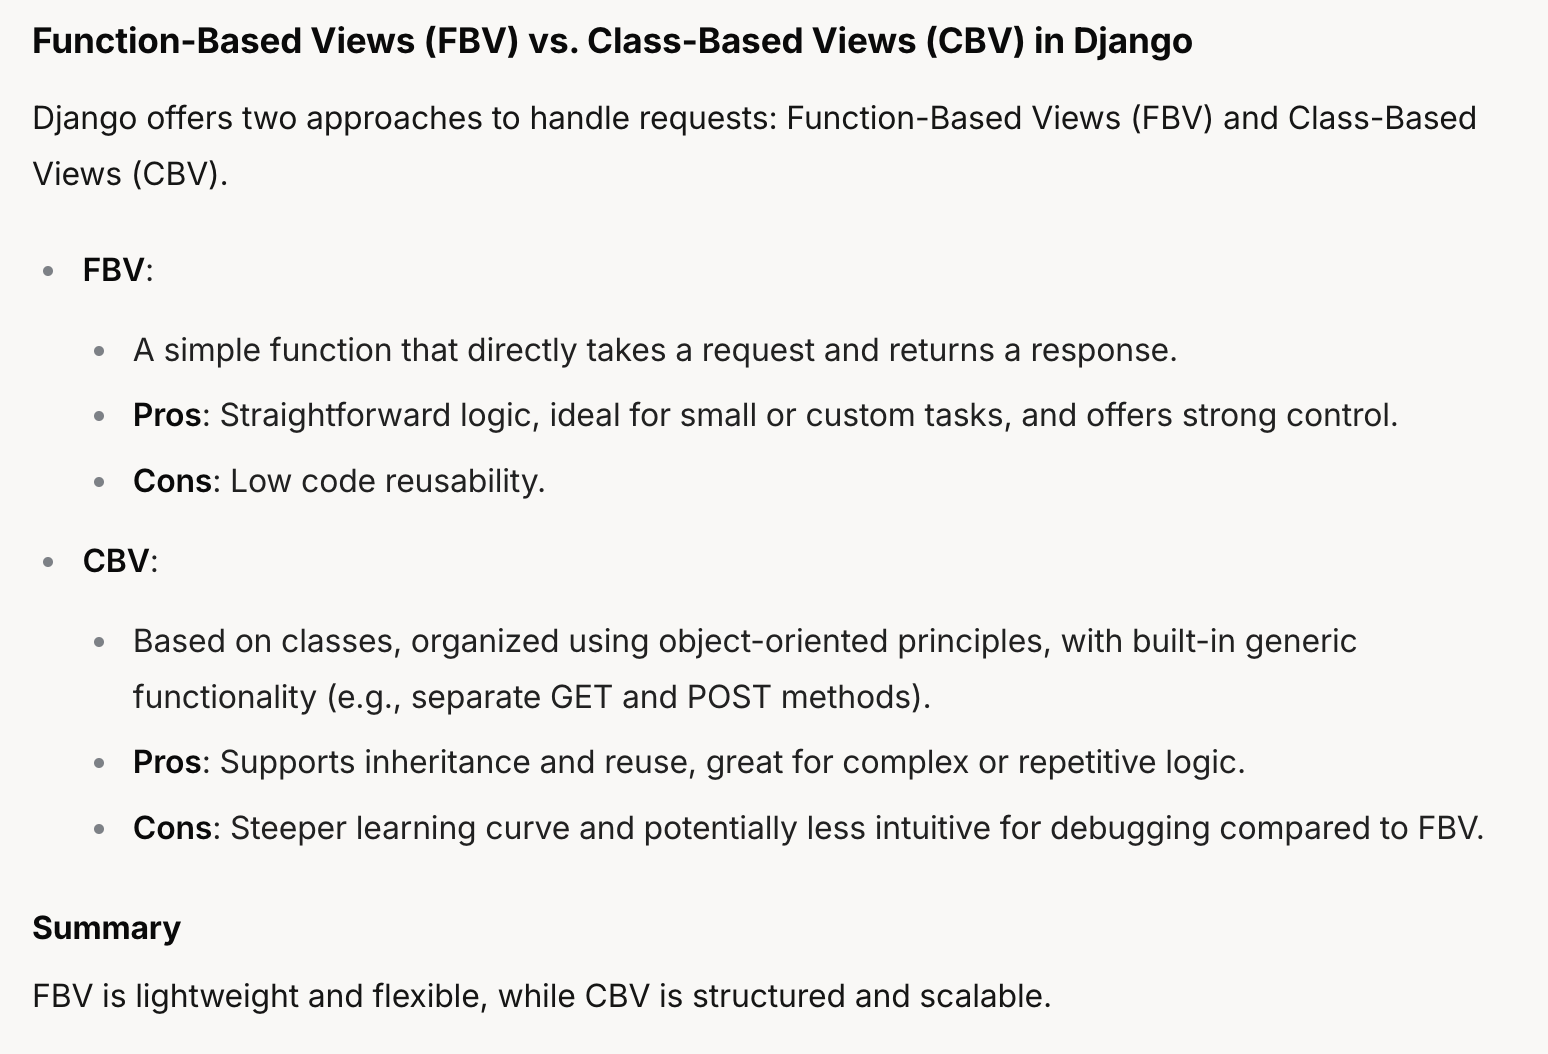 Function-Based Views (FBV) vs. Class-Based Views (CBV) in Django
Django offers two approaches to handle requests: Function-Based Views (FBV) and Class-Based
Views (CBV).
• FBV:
• A simple function that directly takes a request and returns a response.
• Pros: Straightforward logic, ideal for small or custom tasks, and offers strong control.
• Cons: Low code reusability.
• CBV:
• Based on classes, organized using object-oriented principles, with built-in generic
functionality (e.g., separate GET and POST methods).
• Pros: Supports inheritance and reuse, great for complex or repetitive logic.
• Cons: Steeper learning curve and potentially less intuitive for debugging compared to FBV.
Summary
FBV is lightweight and flexible, while CBV is structured and scalable.